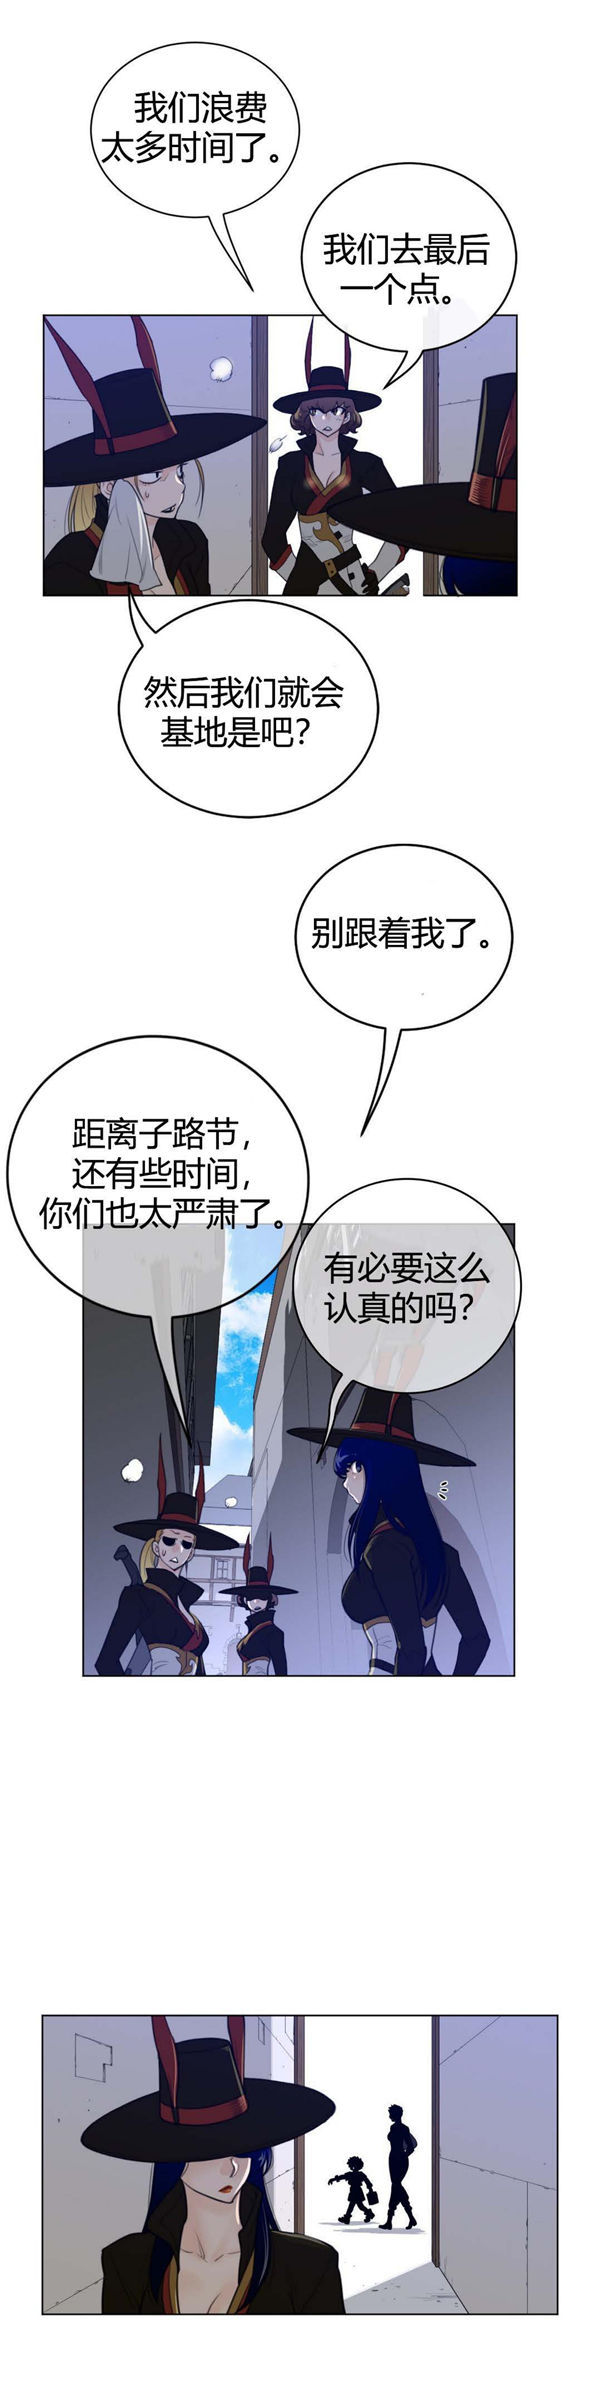 我们浪费
太多时间了。
我们去最后
一个点。
然后我们就会
基地是吧？
别跟着我了。
距离子路节，
还有些时间，
你们也太严肃了。
有必要这么
认真的吗？